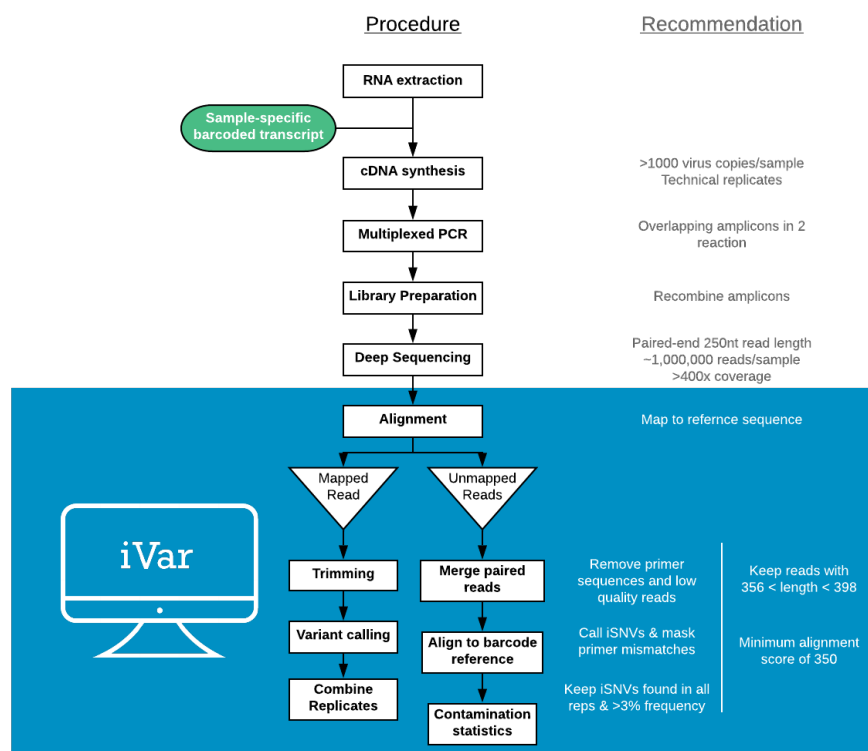 Procedure
Recommendation
RNA extraction
Sample-specific
barcoded transcript
cDNA synthesis
>1000 virus copies/sample
Technical replicates
Multiplexed PCR
Overlapping amplicons in 2
reaction
Library Preparation
Recombine amplicons
Deep Sequencing
Paired-end 250nt read length
~1,000,000 reads/sample
>400x coverage
Alignment
Map to refernce sequence
Mapped
Read
Unmapped
Reads
iVar
Trimming
Merge paired
reads
Remove primer
sequences and low
quality reads
Keep reads with
356 < length < 398
Variant calling
Align to barcode
reference
Call iSNVs & mask
primer mismatches
Minimum alignment
score of 350
Combine
Replicates
Contamination
statistics
Keep iSNVs found in all
reps & >3% frequency